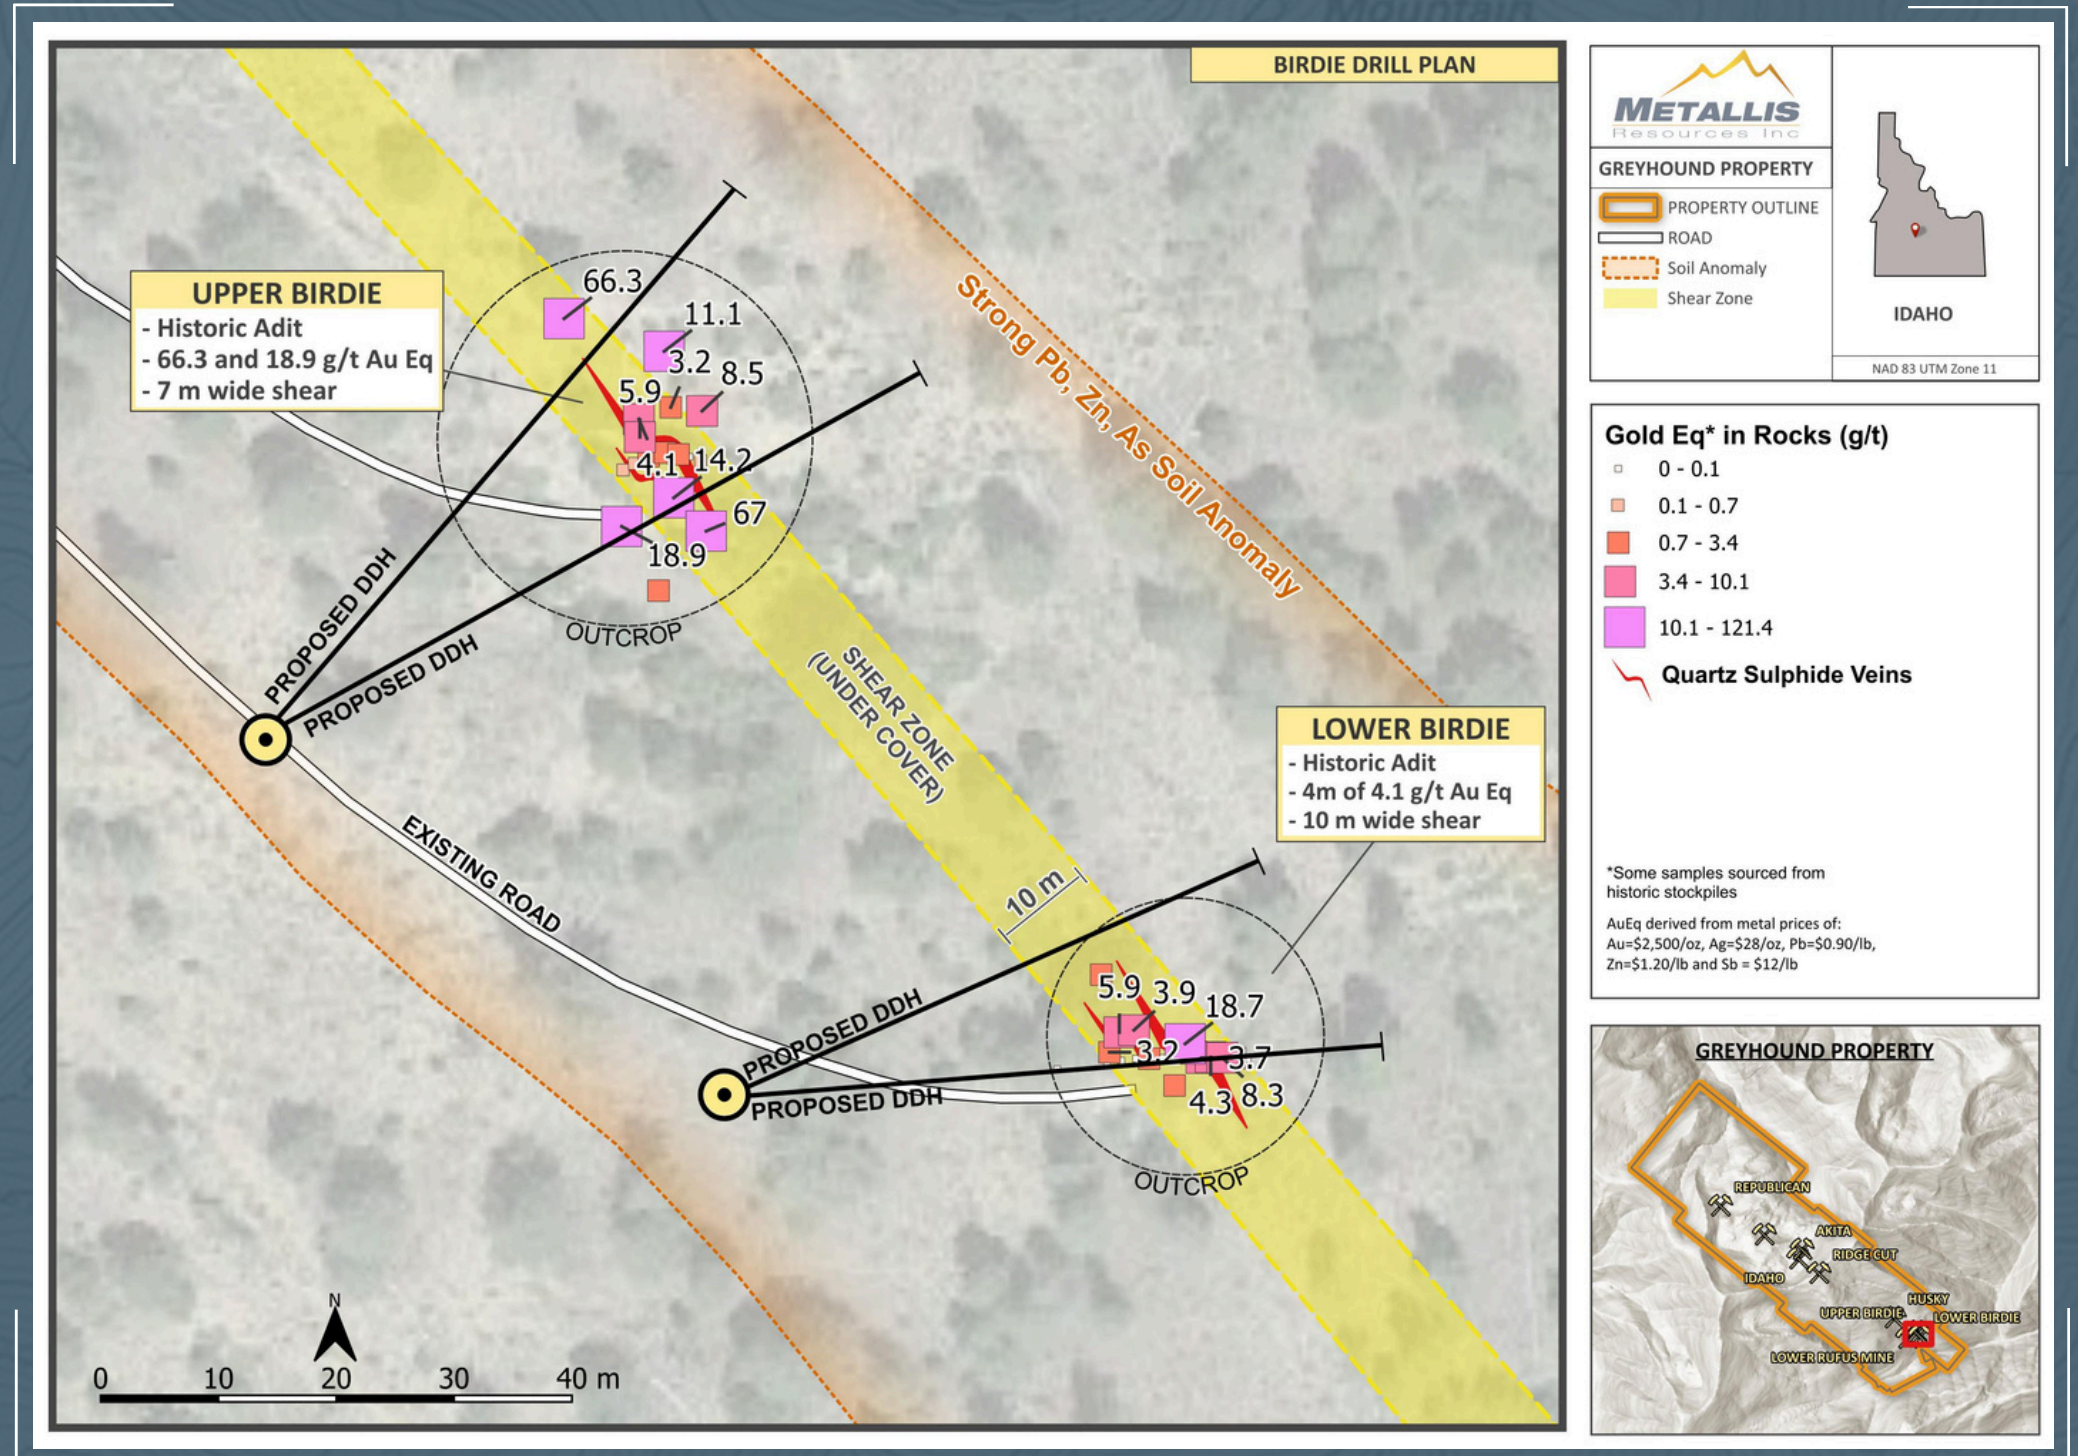 Mountain
BIRDIE DRILL PLAN
UPPER BIRDIE
- Historic Adit
- 66.3 and 18.9 g/t Au Eq
- 7 m wide shear
66.3
11.1
3.2
8.5
5.9
4.1
14.2
67
18.9
OUTCROP
PROPOSED DDH
PROPOSED DDH
Strong Pb, Zn, As Soil Anomaly
SHEAR ZONE
(UNDER COVER)
LOWER BIRDIE
- Historic Adit
- 4m of 4.1 g/t Au Eq
- 10 m wide shear
EXISTING ROAD
10 m
PROPOSED DDH
PROPOSED DDH
5.9
3.9
18.7
3.2
3.7
4.3
8.3
OUTCROP
N
0 10 20 30 40 m
METALLIS
Resources Inc
GREYHOUND PROPERTY
PROPERTY OUTLINE
ROAD
Soil Anomaly
Shear Zone
IDAHO
NAD 83 UTM Zone 11
Gold Eq* in Rocks (g/t)
0 - 0.1
0.1 - 0.7
0.7 - 3.4
3.4 - 10.1
10.1 - 121.4
Quartz Sulphide Veins
*Some samples sourced from
historic stockpiles
AuEq derived from metal prices of:
Au=$2,500/oz, Ag=$28/oz, Pb=$0.90/lb,
Zn=$1.20/lb and Sb = $12/lb
GREYHOUND PROPERTY
REPUBLICAN
AKITA
RIDGE CUT
IDAHO
HUSKY
UPPER BIRDIE
LOWER BIRDIE
LOWER RUFUS MINE